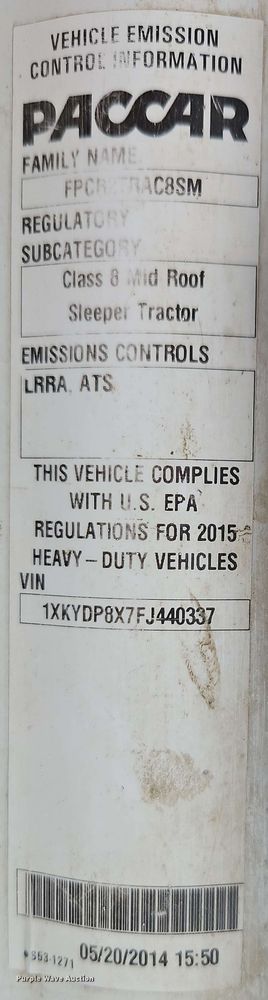 VEHICLE EMISSION
CONTROL INFORMATION
PACCAR
FAMILY NAME
REGULATORY
SUBCATEGORY
Class 8 Mid Roof
Sleeper Tractor
EMISSIONS CONTROLS
LRRA, ATS
THIS VEHICLE COMPLIES
WITH U.S. EPA
REGULATIONS FOR 2015
HEAVY-DUTY VEHICLES
VIN
1XKYDP8X7FJ440337
05/20/2014 15:50
Purple Wave Auction